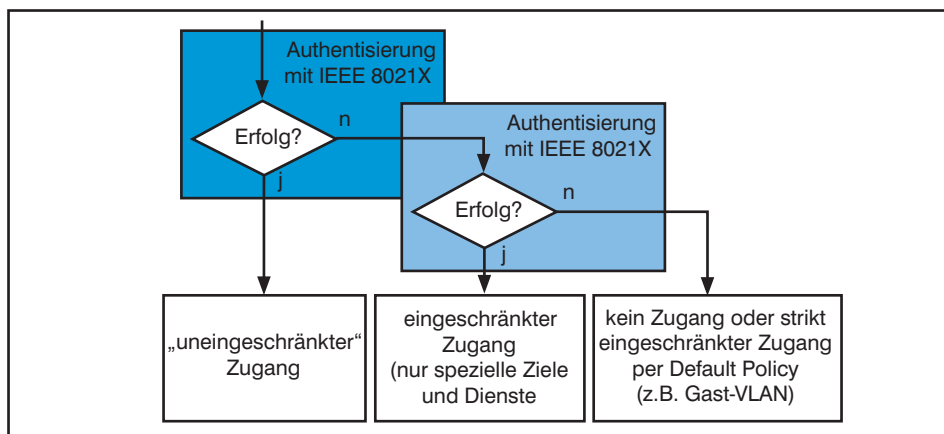 Authentisierung
mit IEEE 8021X
Erfolg?
n
j
Authentisierung
mit IEEE 8021X
Erfolg?
n
j
„uneingeschränkter“
Zugang
eingeschränkter
Zugang
(nur spezielle Ziele
und Dienste
kein Zugang oder strikt
eingeschränkter Zugang
per Default Policy
(z.B. Gast-VLAN)